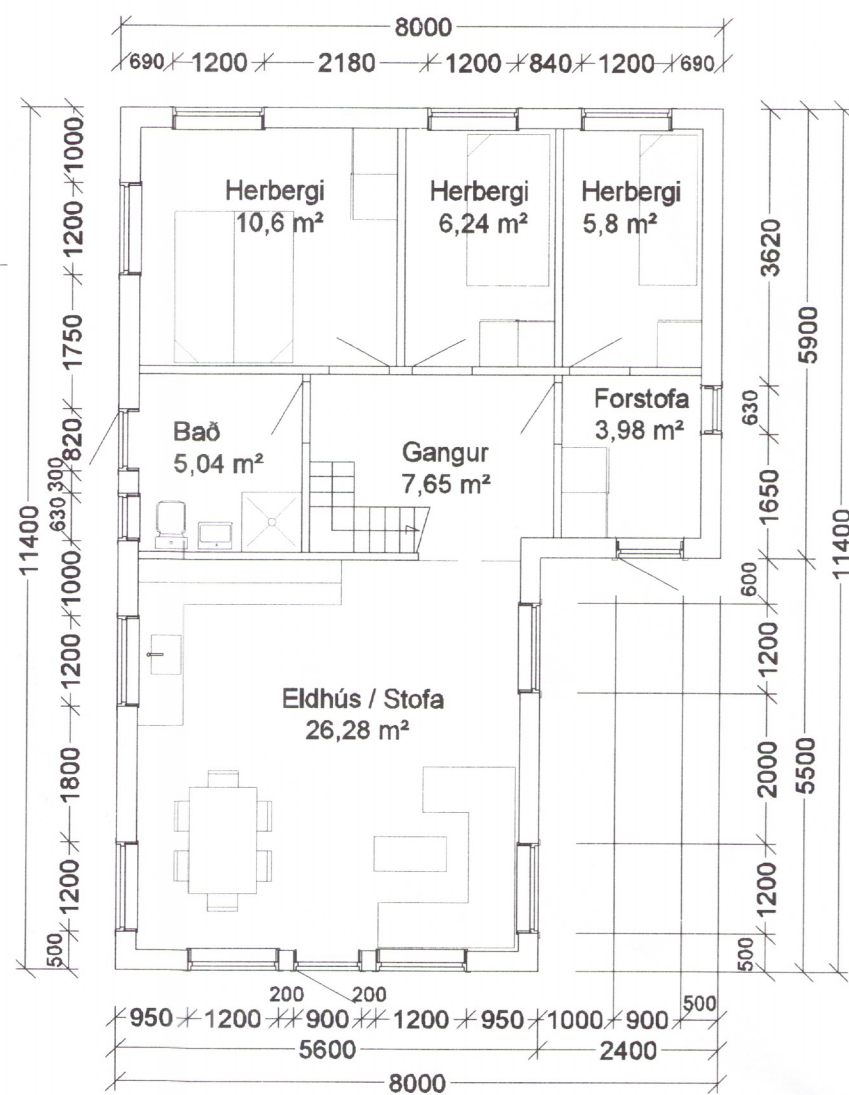 8000
690 1200 2180 1200 840 1200 690
Herbergi
10,6 m²
Herbergi
6,24 m²
Herbergi
5,8 m²
Bað
5,04 m²
Gangur
7,65 m²
Forstofa
3,98 m²
Eldhús / Stofa
26,28 m²
11400
1000
1200
1750
820
300
630
1000
1200
1800
1200
500
3620
630
1650
600
1200
2000
1200
500
5900
5500
11400
200 200
950 1200 900 1200 950 1000 900 500
5600 2400
8000